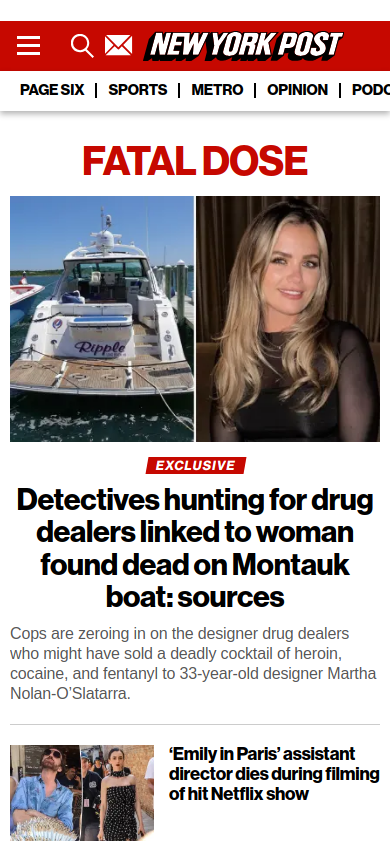 NEW YORK POST
PAGE SIX | SPORTS | METRO | OPINION | PODC
FATAL DOSE
Ripple
EXCLUSIVE
Detectives hunting for drug
dealers linked to woman
found dead on Montauk
boat: sources
Cops are zeroing in on the designer drug dealers
who might have sold a deadly cocktail of heroin,
cocaine, and fentanyl to 33-year-old designer Martha
Nolan-O’Slatarra.
‘Emily in Paris’ assistant
director dies during filming
of hit Netflix show